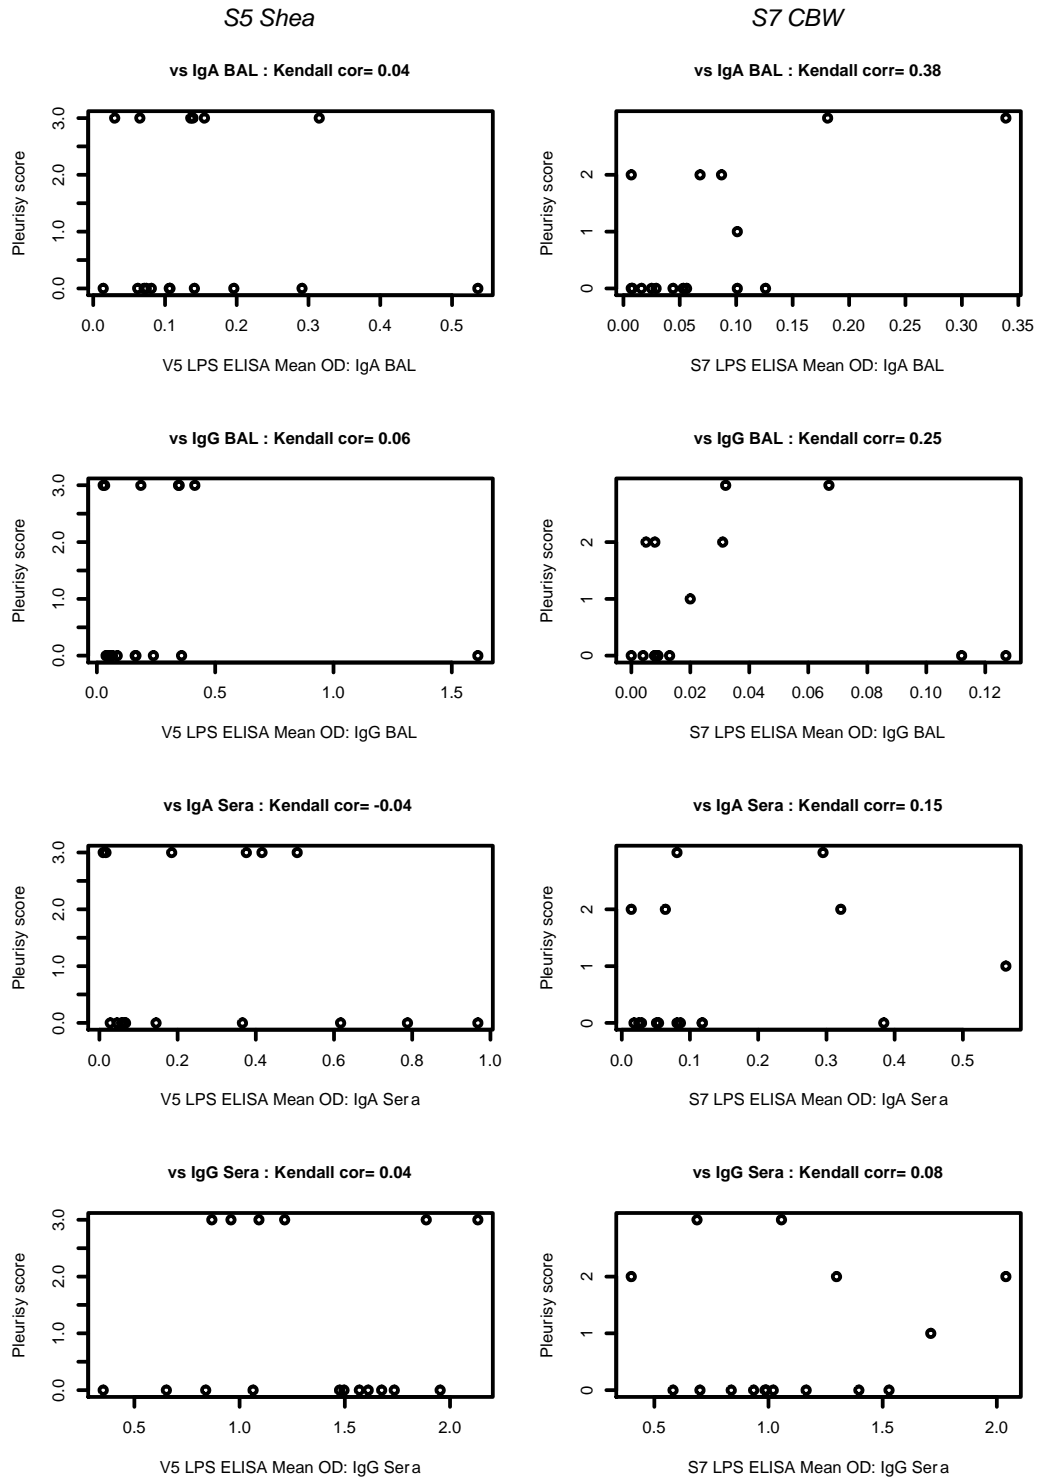 S5 Shea
S7 CBW
vs IgA BAL : Kendall cor= 0.04
Pleurisy score
0.0 1.0 2.0 3.0
0.0 0.1 0.2 0.3 0.4 0.5
V5 LPS ELISA Mean OD: IgA BAL
vs IgA BAL : Kendall corr= 0.38
Pleurisy score
0 1 2
0.00 0.05 0.10 0.15 0.20 0.25 0.30 0.35
S7 LPS ELISA Mean OD: IgA BAL
vs IgG BAL : Kendall cor= 0.06
Pleurisy score
0.0 1.0 2.0 3.0
0.0 0.5 1.0 1.5
V5 LPS ELISA Mean OD: IgG BAL
vs IgG BAL : Kendall corr= 0.25
Pleurisy score
0 1 2
0.00 0.02 0.04 0.06 0.08 0.10 0.12
S7 LPS ELISA Mean OD: IgG BAL
vs IgA Sera : Kendall cor= -0.04
Pleurisy score
0.0 1.0 2.0 3.0
0.0 0.2 0.4 0.6 0.8 1.0
V5 LPS ELISA Mean OD: IgA Sera
vs IgA Sera : Kendall corr= 0.15
Pleurisy score
0 1 2
0.0 0.1 0.2 0.3 0.4 0.5
S7 LPS ELISA Mean OD: IgA Sera
vs IgG Sera : Kendall cor= 0.04
Pleurisy score
0.0 1.0 2.0 3.0
0.5 1.0 1.5 2.0
V5 LPS ELISA Mean OD: IgG Sera
vs IgG Sera : Kendall corr= 0.08
Pleurisy score
0 1 2
0.5 1.0 1.5 2.0
S7 LPS ELISA Mean OD: IgG Sera